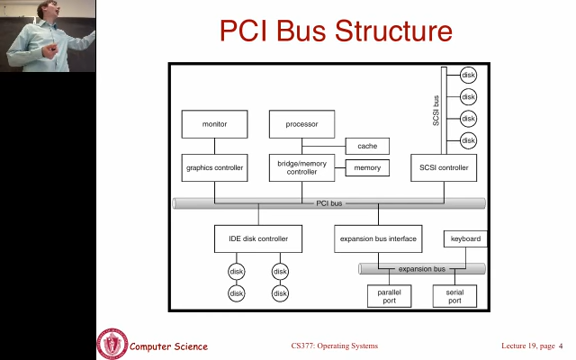 PCI Bus Structure
SCSI bus
disk
disk
disk
disk
monitor
processor
cache
graphics controller
bridge/memory
controller
memory
SCSI controller
PCI bus
IDE disk controller
expansion bus interface
keyboard
disk
disk
disk
disk
expansion bus
parallel
port
serial
port
Computer Science
CS377: Operating Systems
Lecture 19, page 4